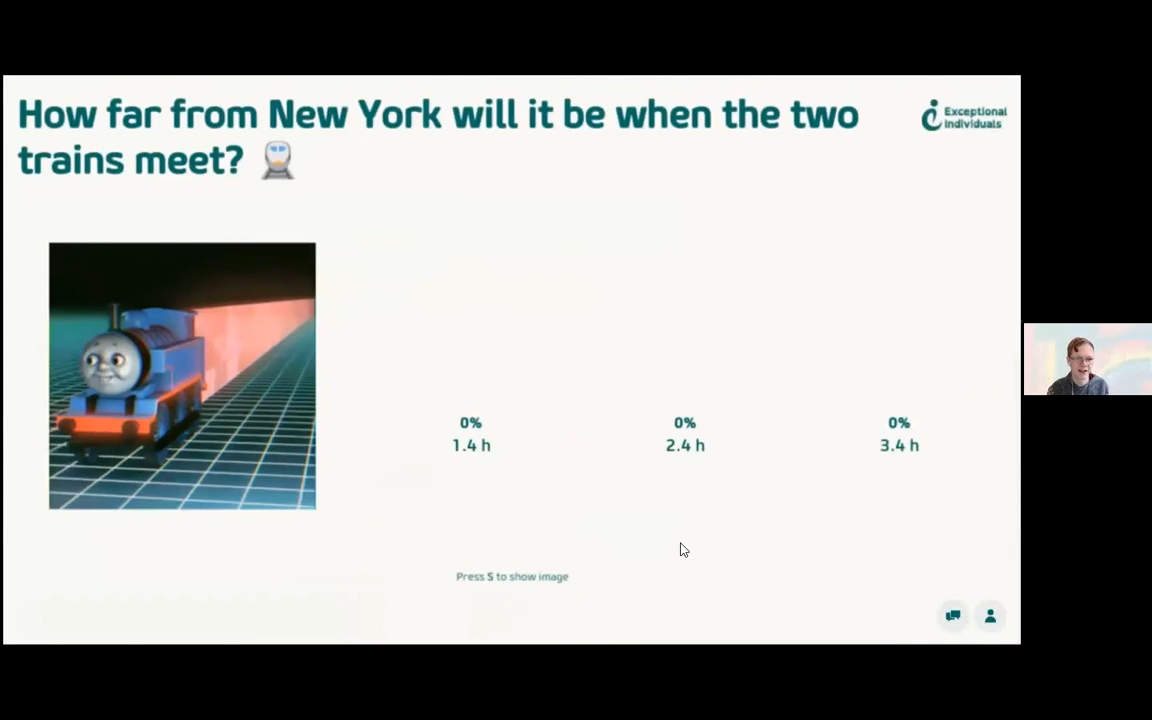 How far from New York will it be when the two
trains meet?
Exceptional
Individuals
0%
1.4 h
0%
2.4 h
0%
3.4 h
Press S to show image